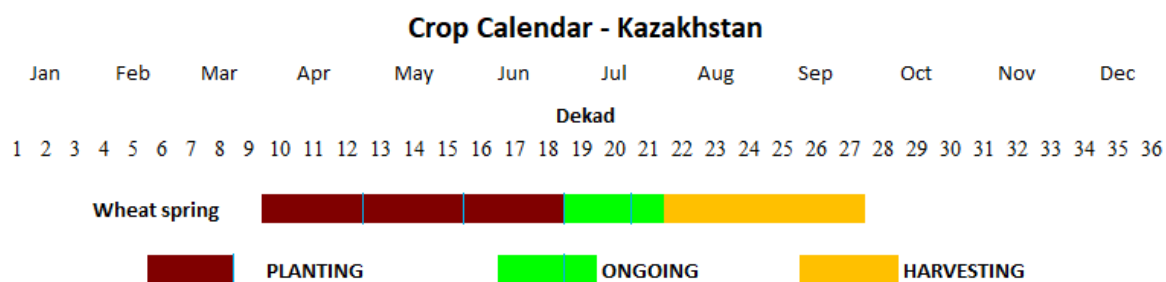 Crop Calendar - Kazakhstan
Jan Feb Mar Apr May Jun Jul Aug Sep Oct Nov Dec
Dekad
1 2 3 4 5 6 7 8 9 10 11 12 13 14 15 16 17 18 19 20 21 22 23 24 25 26 27 28 29 30 31 32 33 34 35 36
Wheat spring
PLANTING ONGOING HARVESTING